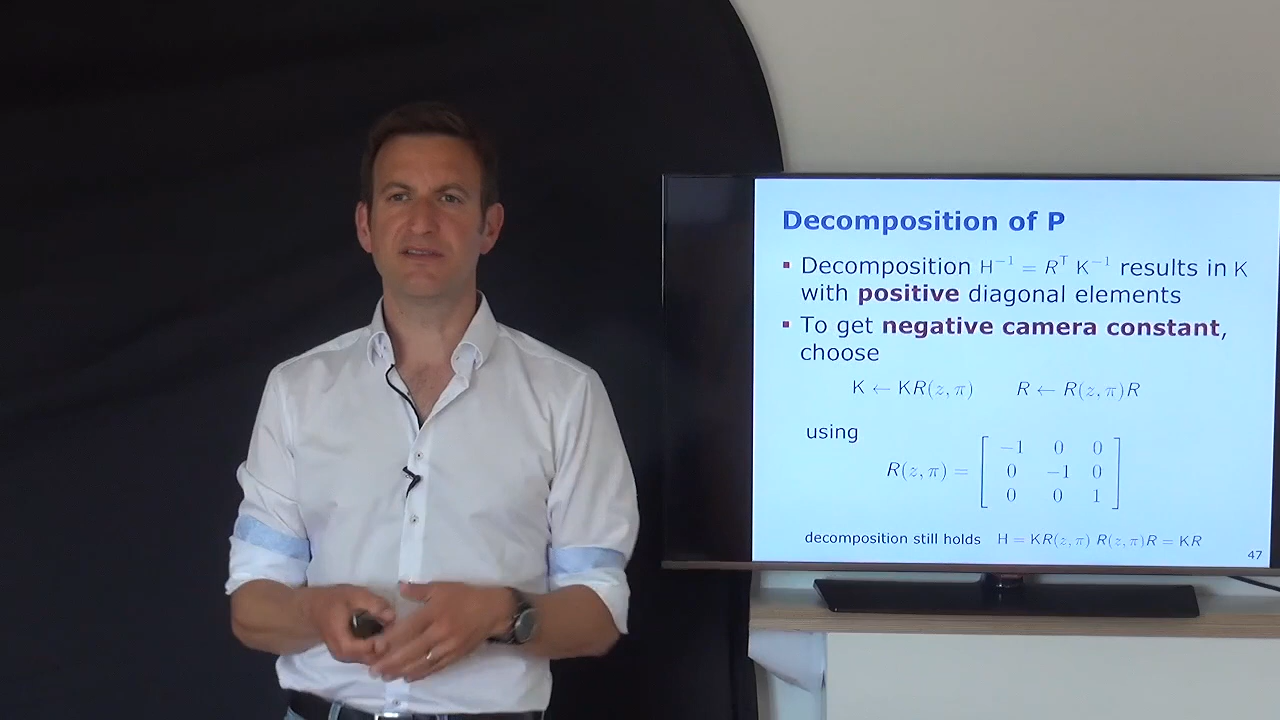 Decomposition of P
▪ Decomposition H⁻¹ = Rᵀ K⁻¹ results in K
with positive diagonal elements
▪ To get negative camera constant,
choose
K ← KR(z, π) R ← R(z, π)R
using
R(z, π) = [ −1 0 0
0 −1 0
0 0 1 ]
decomposition still holds H = KR(z, π) R(z, π)R = KR
47